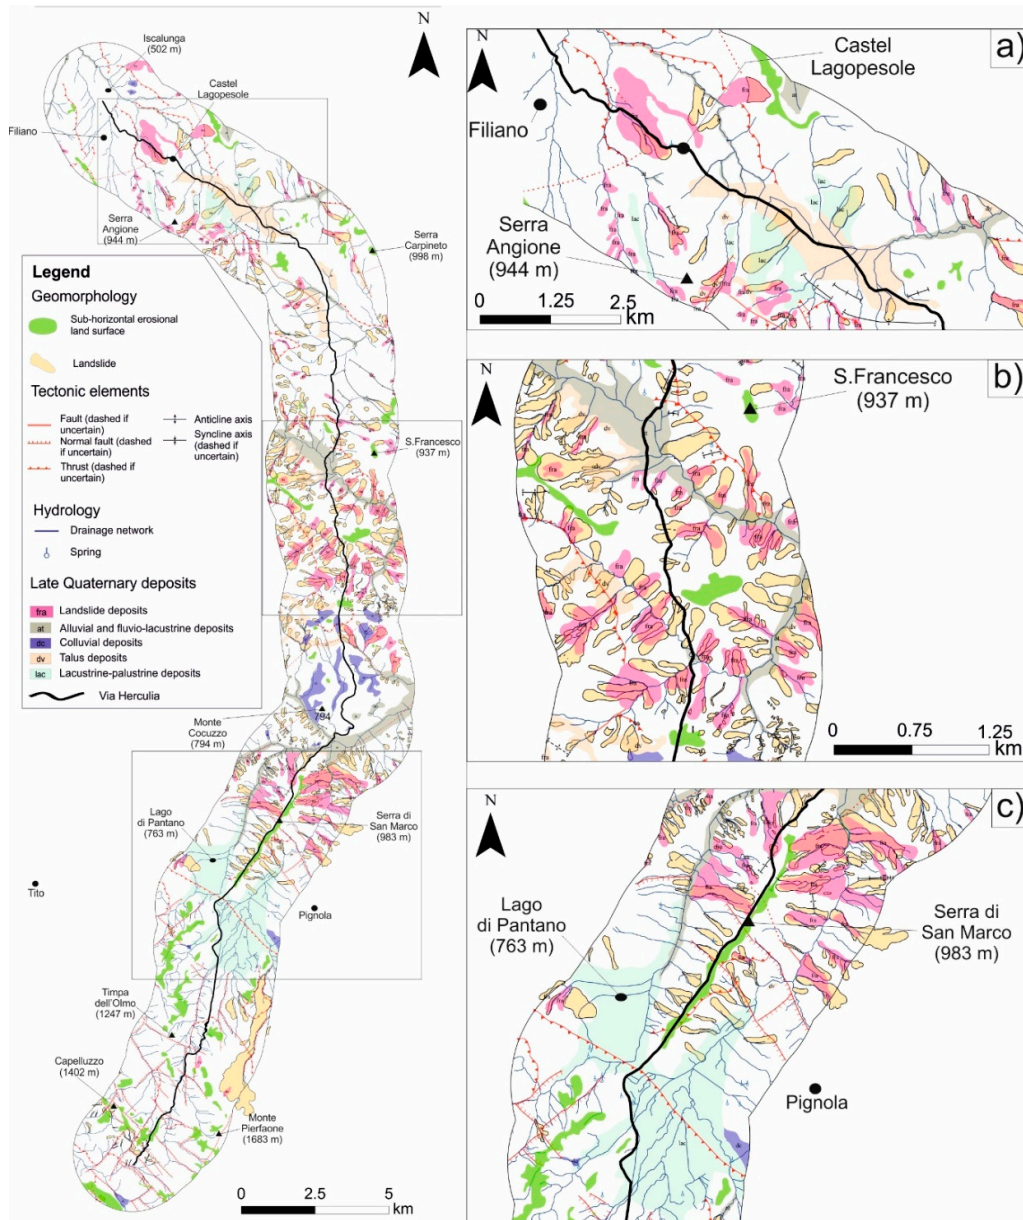 N
Iscalunga
(502 m)
Castel
Lagopesole
Filiano
Serra
Angione
(944 m)
Serra
Carpineto
(998 m)
Legend
Geomorphology
Sub-horizontal erosional
land surface
Landslide
Tectonic elements
Fault (dashed if
uncertain)
Normal fault (dashed
if uncertain)
Thrust (dashed if
uncertain)
Anticline axis
Syncline axis
(dashed if
uncertain)
Hydrology
Drainage network
Spring
Late Quaternary deposits
fra Landslide deposits
at Alluvial and fluvio-lacustrine deposits
dc Colluvial deposits
dv Talus deposits
lac Lacustrine-palustrine deposits
Via Herculia
S.Francesco
(937 m)
794
Monte
Cocuzzo
(794 m)
Lago
di Pantano
(763 m)
Serra di
San Marco
(983 m)
Tito
Pignola
Timpa
dell'Olmo
(1247 m)
Capelluzzo
(1402 m)
Monte
Pierfaone
(1683 m)
0 2.5 5
km
N
a)
Castel
Lagopesole
Filiano
Serra
Angione
(944 m)
0 1.25 2.5
km
N
b)
S.Francesco
(937 m)
0 0.75 1.25
km
N
c)
Lago
di Pantano
(763 m)
Serra di
San Marco
(983 m)
Pignola
lac